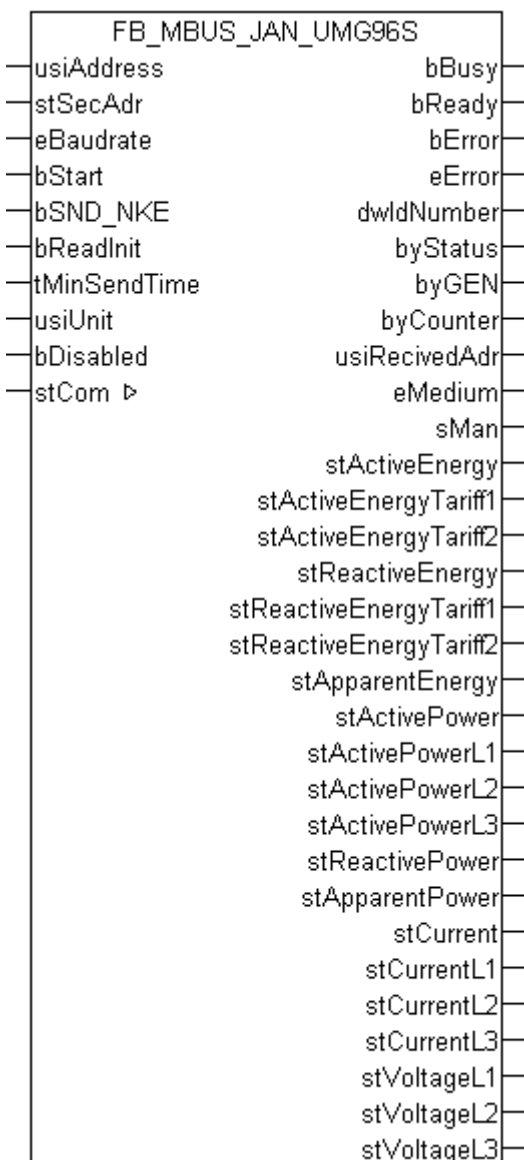 FB_MBUS_JAN_UMG96S
usiAddress bBusy
stSecAdr bReady
eBaudrate bError
bStart eError
bSND_NKE dwIdNumber
bReadInit byStatus
tMinSendTime byGEN
usiUnit byCounter
bDisabled usiRecivedAdr
stCom ▷ eMedium
sMan
stActiveEnergy
stActiveEnergyTariff1
stActiveEnergyTariff2
stReactiveEnergy
stReactiveEnergyTariff1
stReactiveEnergyTariff2
stApparentEnergy
stActivePower
stActivePowerL1
stActivePowerL2
stActivePowerL3
stReactivePower
stApparentPower
stCurrent
stCurrentL1
stCurrentL2
stCurrentL3
stVoltageL1
stVoltageL2
stVoltageL3